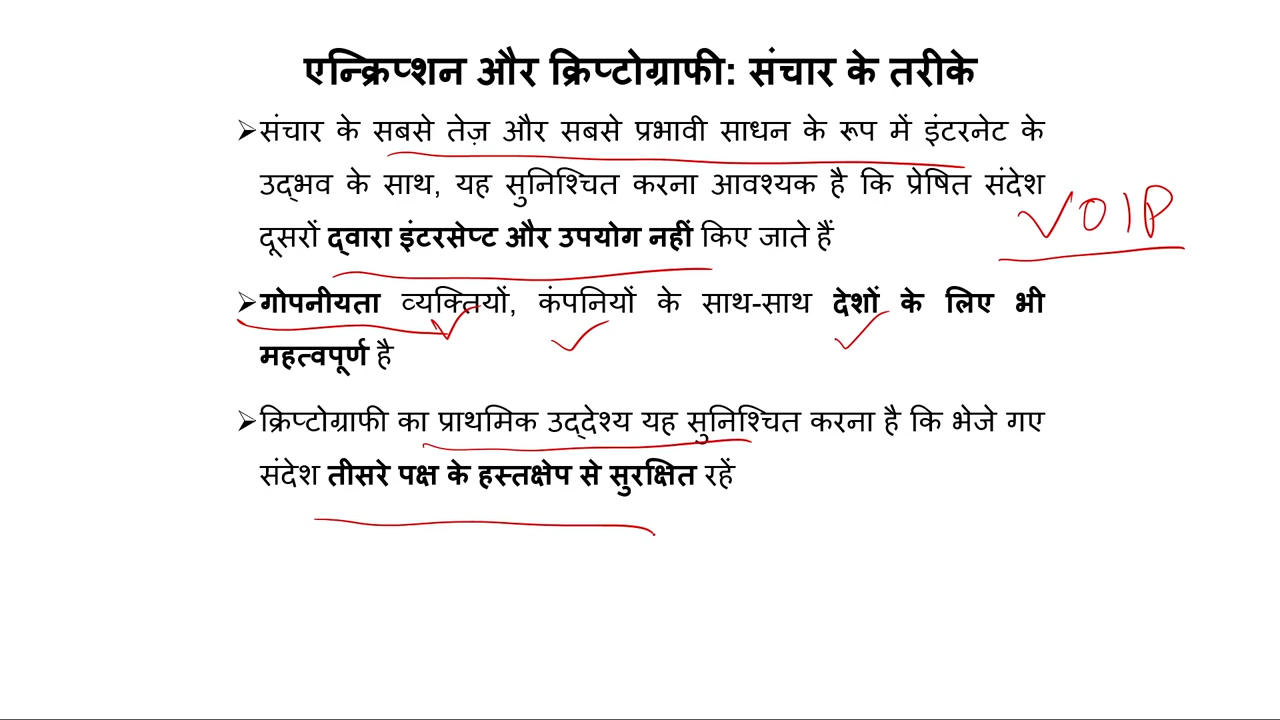 एन्क्रिप्शन और क्रिप्टोग्राफी: संचार के तरीके
➢संचार के सबसे तेज़ और सबसे प्रभावी साधन के रूप में इंटरनेट के
उद्भव के साथ, यह सुनिश्चित करना आवश्यक है कि प्रेषित संदेश
दूसरों द्वारा इंटरसेप्ट और उपयोग नहीं किए जाते हैं
VOIP
➢गोपनीयता व्यक्तियों, कंपनियों के साथ-साथ देशों के लिए भी
महत्वपूर्ण है
➢क्रिप्टोग्राफी का प्राथमिक उद्देश्य यह सुनिश्चित करना है कि भेजे गए
संदेश तीसरे पक्ष के हस्तक्षेप से सुरक्षित रहें